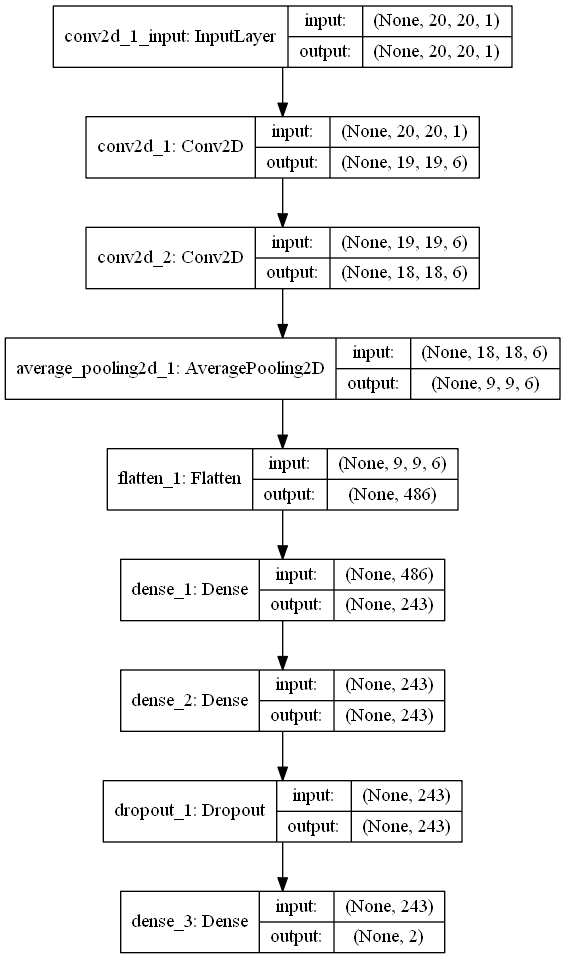 conv2d_1_input: InputLayer input: (None, 20, 20, 1)
output: (None, 20, 20, 1)
conv2d_1: Conv2D input: (None, 20, 20, 1)
output: (None, 19, 19, 6)
conv2d_2: Conv2D input: (None, 19, 19, 6)
output: (None, 18, 18, 6)
average_pooling2d_1: AveragePooling2D input: (None, 18, 18, 6)
output: (None, 9, 9, 6)
flatten_1: Flatten input: (None, 9, 9, 6)
output: (None, 486)
dense_1: Dense input: (None, 486)
output: (None, 243)
dense_2: Dense input: (None, 243)
output: (None, 243)
dropout_1: Dropout input: (None, 243)
output: (None, 243)
dense_3: Dense input: (None, 243)
output: (None, 2)